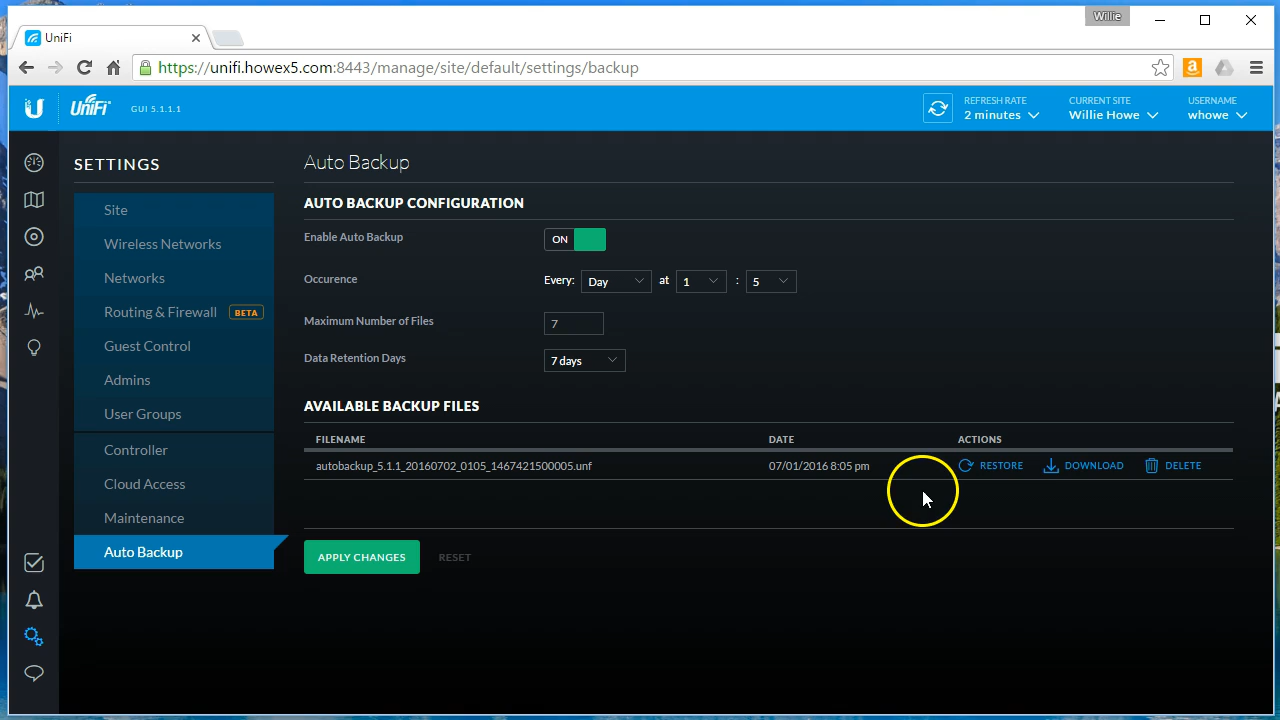 Willie
UniFi
https://unifi.howex5.com:8443/manage/site/default/settings/backup
U UniFi GUI 5.1.1.1 REFRESH RATE CURRENT SITE USERNAME
2 minutes Willie Howe whowe
SETTINGS
Site
Wireless Networks
Networks
Routing & Firewall BETA
Guest Control
Admins
User Groups
Controller
Cloud Access
Maintenance
Auto Backup
Auto Backup
AUTO BACKUP CONFIGURATION
Enable Auto Backup ON
Occurence Every: Day at 1 : 5
Maximum Number of Files 7
Data Retention Days 7 days
AVAILABLE BACKUP FILES
FILENAME DATE ACTIONS
autobackup_5.1.1_20160702_0105_1467421500005.unf 07/01/2016 8:05 pm RESTORE DOWNLOAD DELETE
APPLY CHANGES RESET